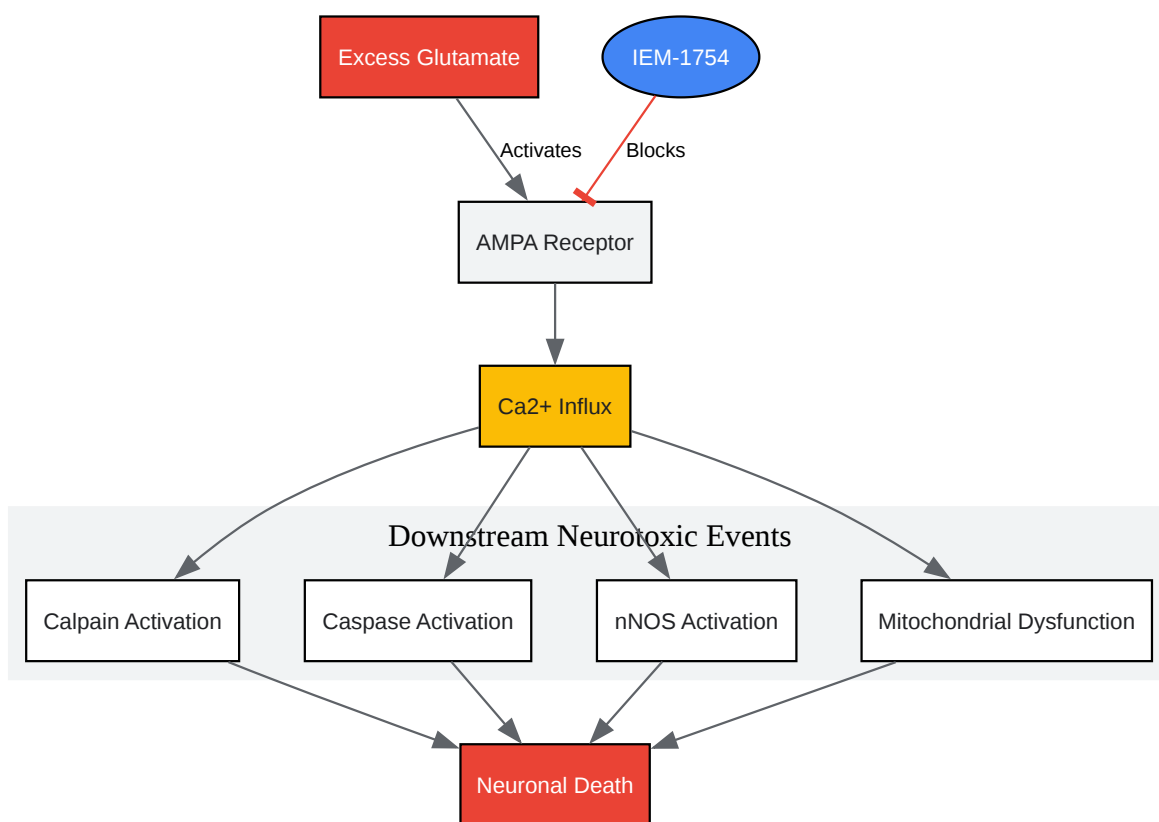 Excess Glutamate
IEM-1754
Activates
Blocks
AMPA Receptor
Ca2+ Influx
Downstream Neurotoxic Events
Calpain Activation
Caspase Activation
nNOS Activation
Mitochondrial Dysfunction
Neuronal Death